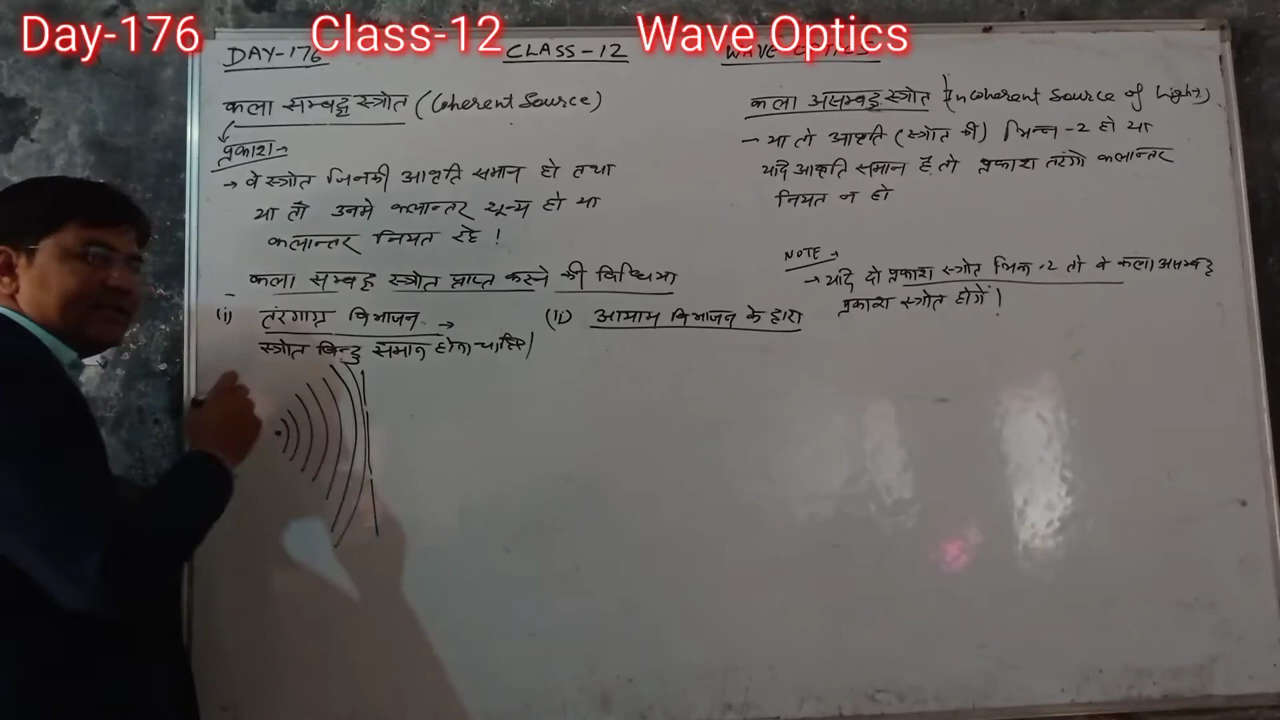 Day-176 Class-12 Wave Optics
DAY-176 CLASS-12 WAVE OPTICS
कला सम्बद्ध स्त्रोत (Coherent Source)
प्रकाश→
→ वे स्त्रोत जिनकी आवृति समान हो तथा
या तो उनमे कलान्तर शून्य हो या
कलान्तर नियत रहे !
कला सम्बद्ध स्त्रोत प्राप्त करने की विधियां
(i) तरंगाग्र विभाजन →
स्त्रोत बिन्दु समान होना चाहिए |
(ii) आयाम विभाजन के द्वारा
कला असम्बद्ध स्त्रोत (Incoherent Source of Light)
- या तो आवृति (स्त्रोत की) भिन्न-2 हो या
यदि आवृति समान है तो प्रकाश तरंगो कलान्तर
नियत न हो
NOTE →
→ यदि दो प्रकाश स्त्रोत भिन्न-2 तो वे कला असम्बद्ध
प्रकाश स्त्रोत होगें !